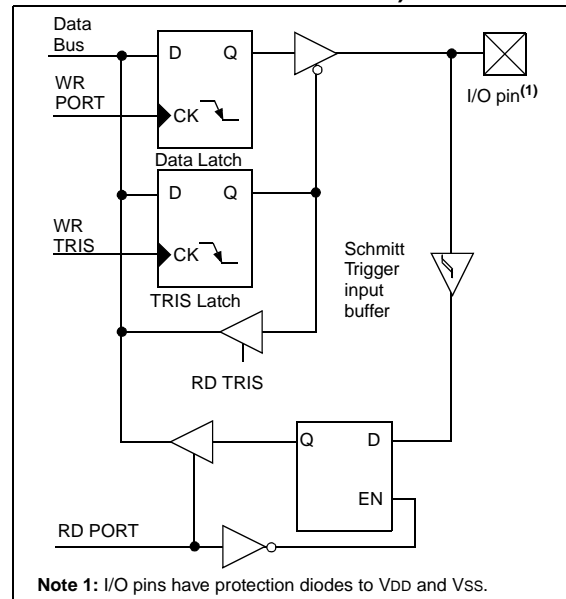 Data
Bus
D Q
WR
PORT
CK
I/O pin(1)
Data Latch
D Q
WR
TRIS
CK
Schmitt
Trigger
input
buffer
TRIS Latch
RD TRIS
Q D
EN
RD PORT
Note 1: I/O pins have protection diodes to VDD and VSS.